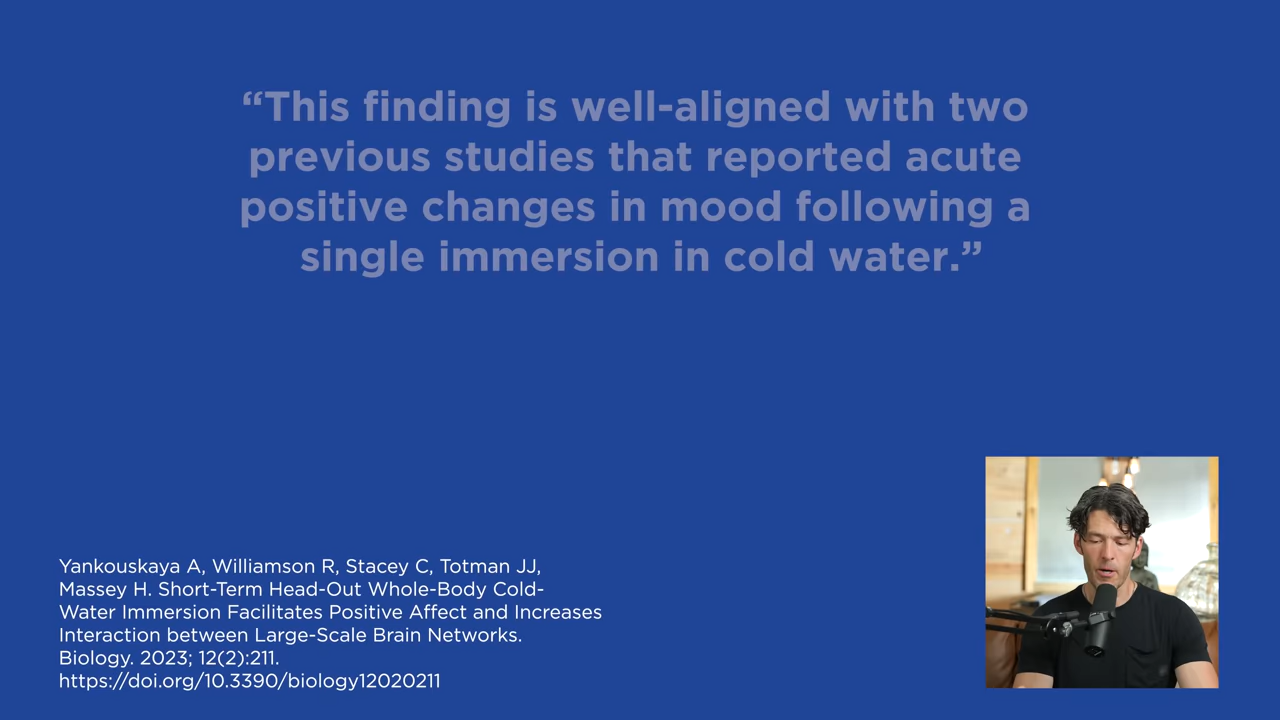 “This finding is well-aligned with two
previous studies that reported acute
positive changes in mood following a
single immersion in cold water.”
Yankouskaya A, Williamson R, Stacey C, Totman JJ,
Massey H. Short-Term Head-Out Whole-Body Cold-
Water Immersion Facilitates Positive Affect and Increases
Interaction between Large-Scale Brain Networks.
Biology. 2023; 12(2):211.
https://doi.org/10.3390/biology12020211